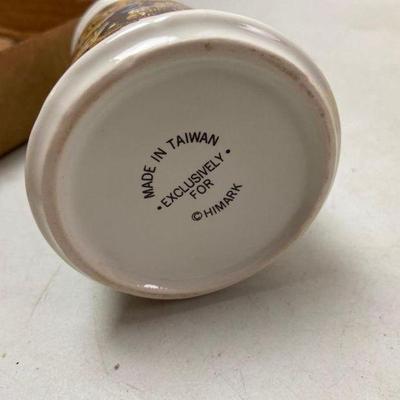 MADE IN TAIWAN
• EXCLUSIVELY •
FOR
©HIMARK